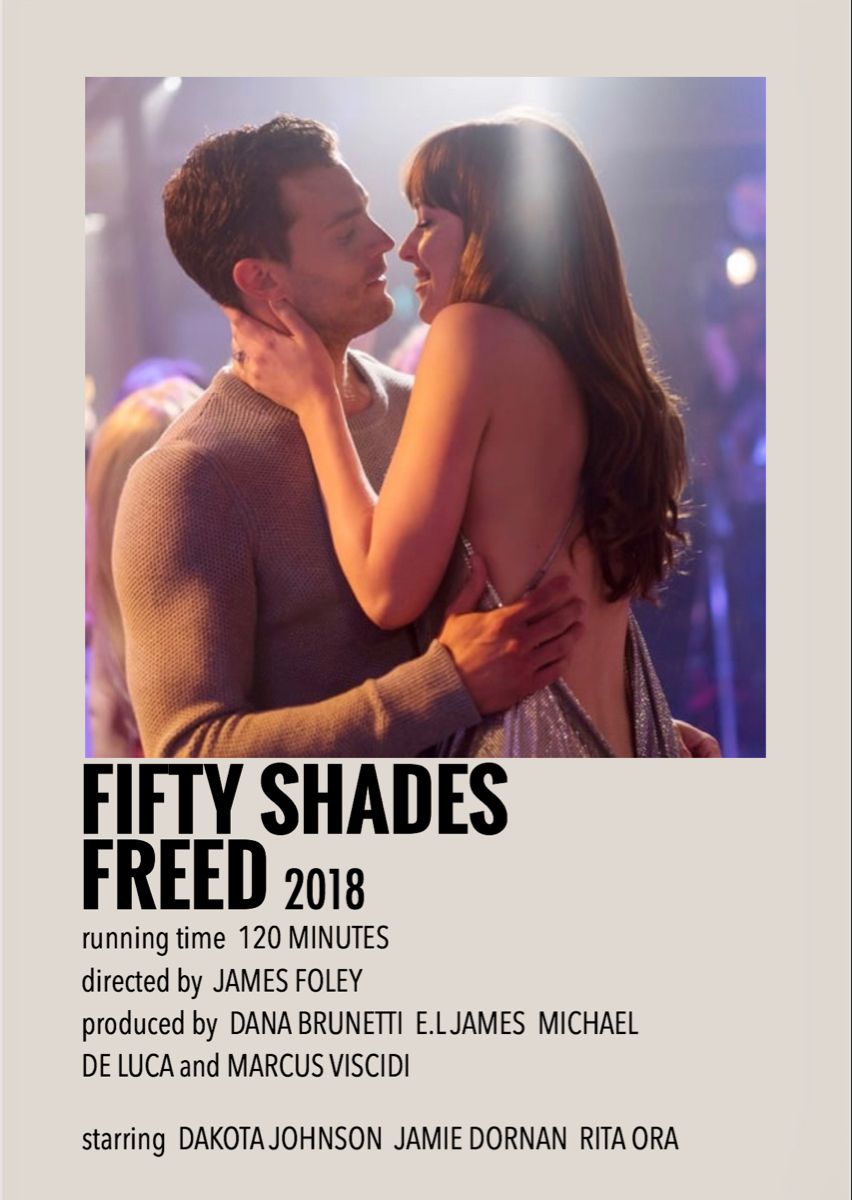 FIFTY SHADES
FREED 2018
running time 120 MINUTES
directed by JAMES FOLEY
produced by DANA BRUNETTI E.L JAMES MICHAEL
DE LUCA and MARCUS VISCIDI
starring DAKOTA JOHNSON JAMIE DORNAN RITA ORA